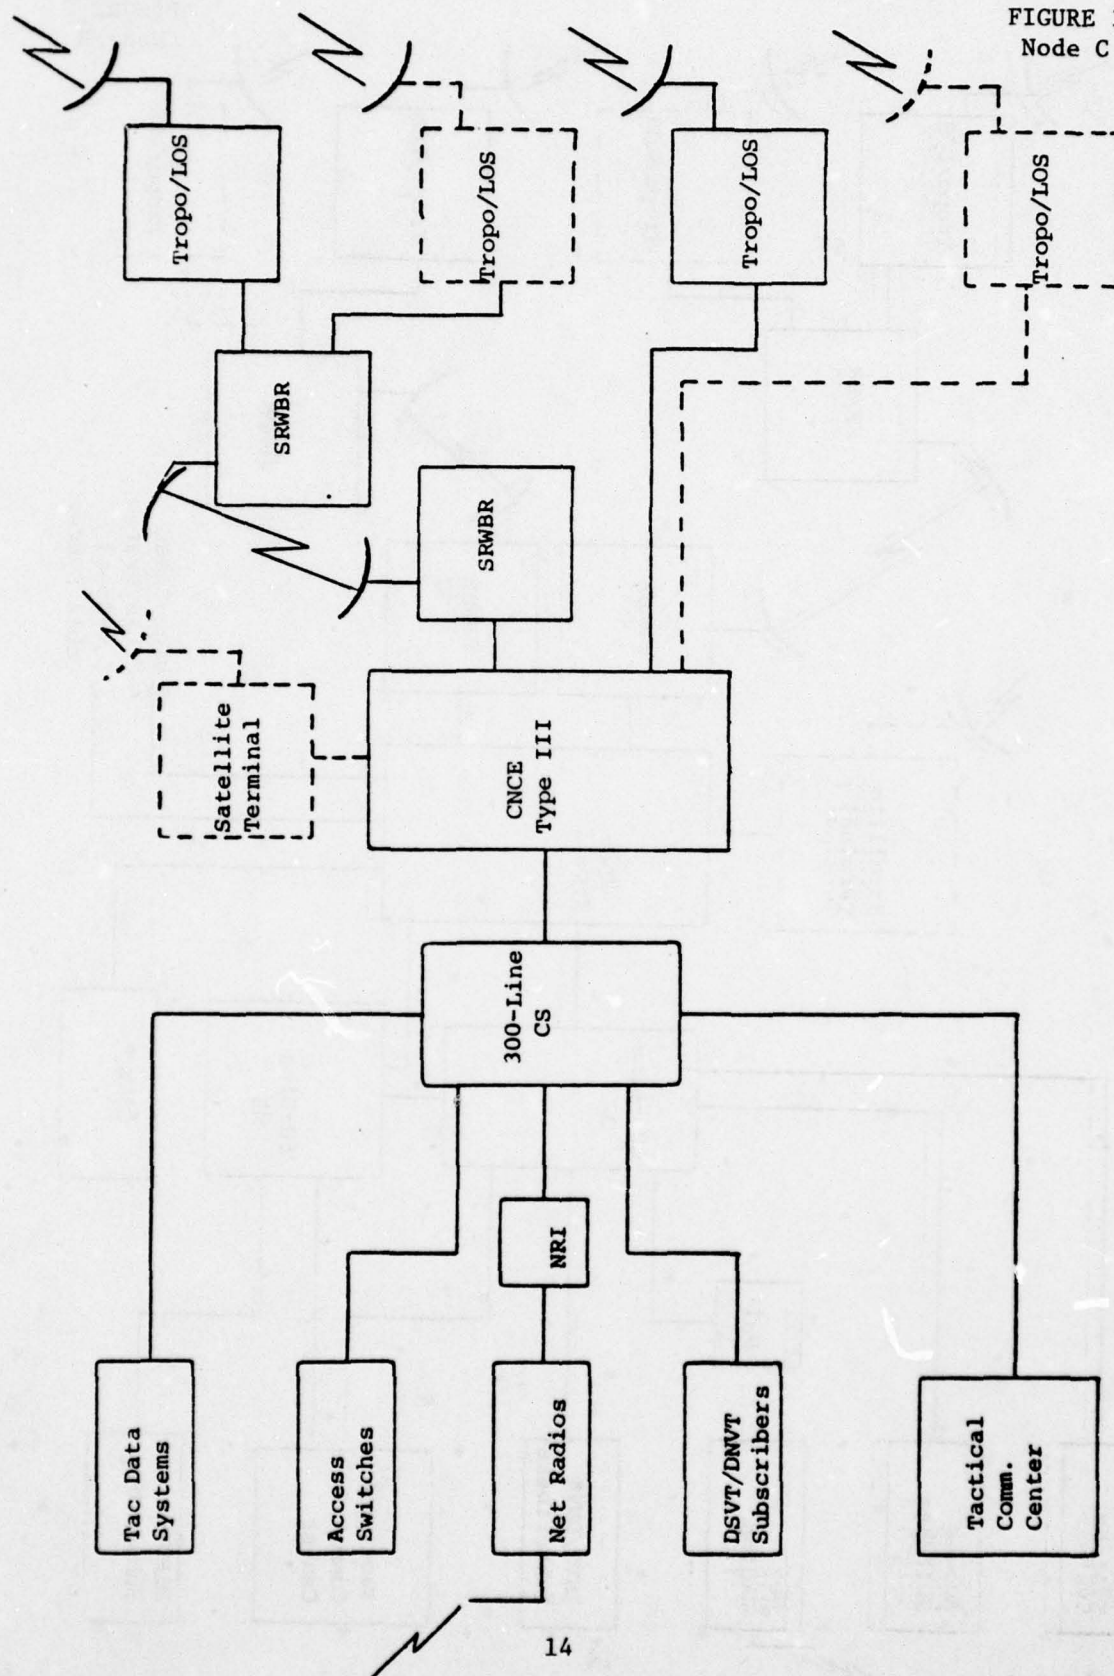 FIGURE
Node C
Tropo/LOS
Tropo/LOS
Tropo/LOS
Tropo/LOS
SRWBR
SRWBR
Satellite
Terminal
CNCE
Type III
300-Line
CS
NRI
Tac Data
Systems
Access
Switches
Net Radios
DSVT/DNVT
Subscribers
Tactical
Comm.
Center
14